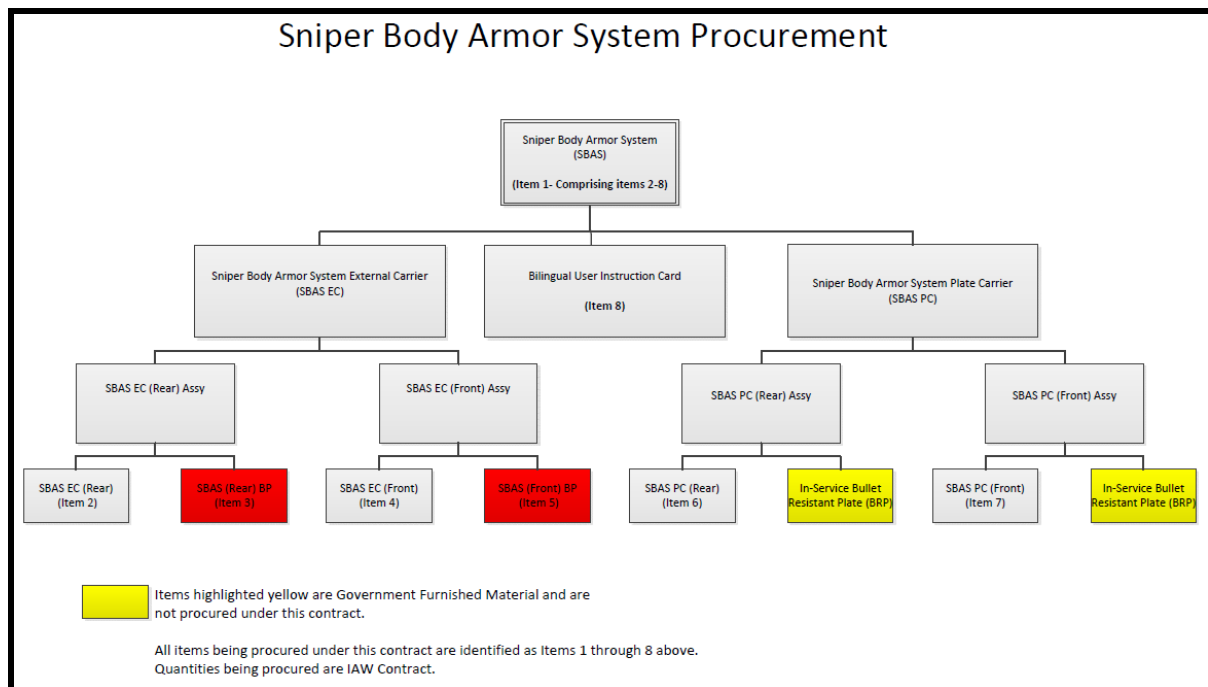 Sniper Body Armor System Procurement
Sniper Body Armor System
(SBAS)
(Item 1- Comprising items 2-8)
Sniper Body Armor System External Carrier
(SBAS EC)
Bilingual User Instruction Card
(Item 8)
Sniper Body Armor System Plate Carrier
(SBAS PC)
SBAS EC (Rear) Assy
SBAS EC (Front) Assy
SBAS PC (Rear) Assy
SBAS PC (Front) Assy
SBAS EC (Rear)
(Item 2)
SBAS (Rear) BP
(Item 3)
SBAS EC (Front)
(Item 4)
SBAS (Front) BP
(Item 5)
SBAS PC (Rear)
(Item 6)
In-Service Bullet
Resistant Plate (BRP)
SBAS PC (Front)
(Item 7)
In-Service Bullet
Resistant Plate (BRP)
Items highlighted yellow are Government Furnished Material and are
not procured under this contract.
All items being procured under this contract are identified as Items 1 through 8 above.
Quantities being procured are IAW Contract.